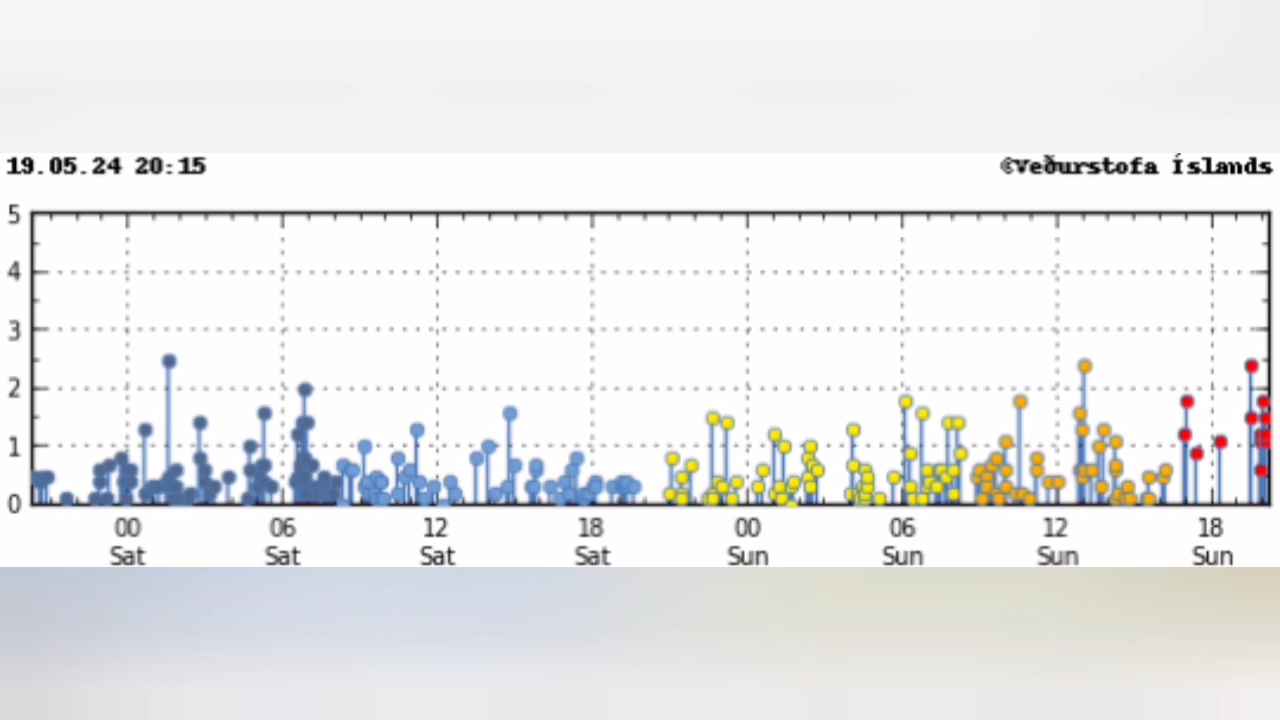 19.05.24 20:15 ©Veðurstofa Íslands
5
4
3
2
1
0
00 06 12 18 00 06 12 18
Sat Sat Sat Sat Sun Sun Sun Sun